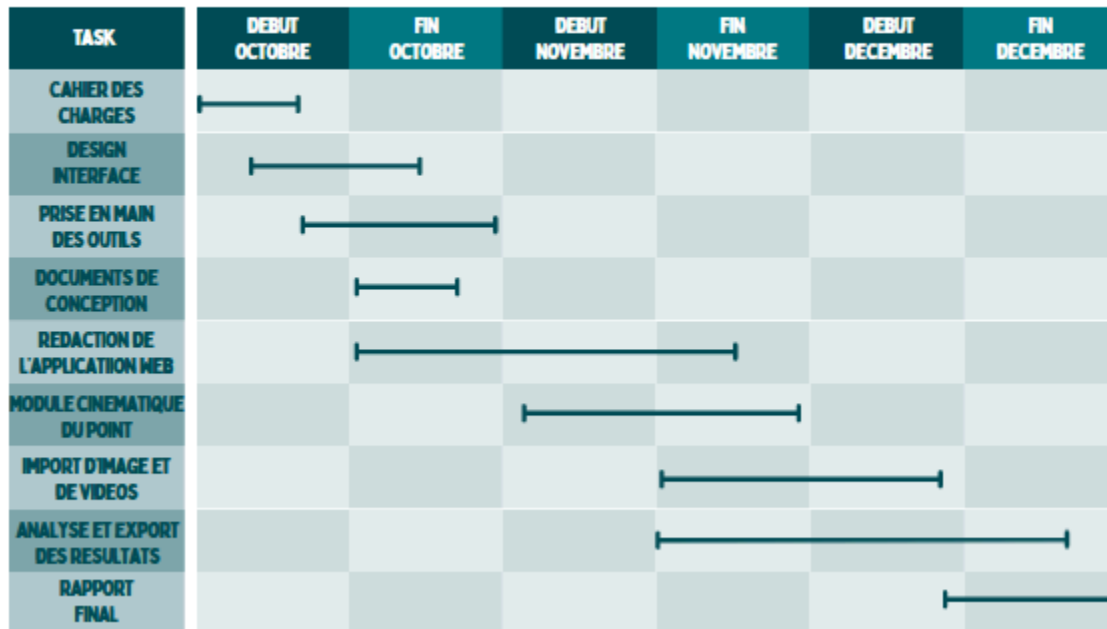 TASK
DEBUT
OCTOBRE
FIN
OCTOBRE
DEBUT
NOVEMBRE
FIN
NOVEMBRE
DEBUT
DECEMBRE
FIN
DECEMBRE
CAHIER DES
CHARGES
DESIGN
INTERFACE
PRISE EN MAIN
DES OUTILS
DOCUMENTS DE
CONCEPTION
REDACTION DE
L'APPLICATIION WEB
MODULE CINEMATIQUE
DU POINT
IMPORT D'IMAGE ET
DE VIDEOS
ANALYSE ET EXPORT
DES RESULTATS
RAPPORT
FINAL